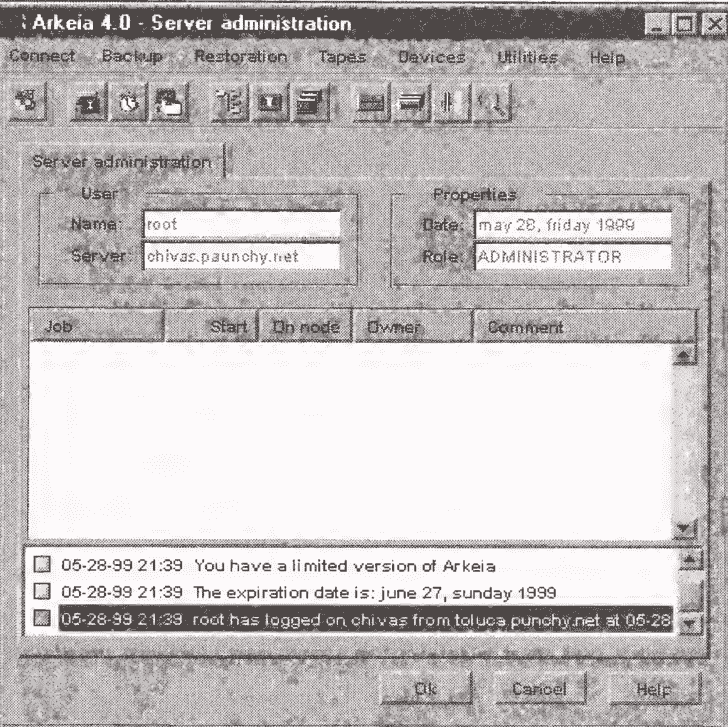 Arkeia 4.0 - Server administration
Connect Backup Restoration Tapes Devices Utilities Help
Server administration
User
Properties
Name: root
Date: may 28, friday 1999
Server: chivas.paunchy.net
Role: ADMINISTRATOR
Job Start On node Owner Comment
05-28-99 21:39 You have a limited version of Arkeia
05-28-99 21:39 The expiration date is: june 27, sunday 1999
05-28-99 21:39 root has logged on chivas from toluca.punchy.net at 05-28
Ok Cancel Help